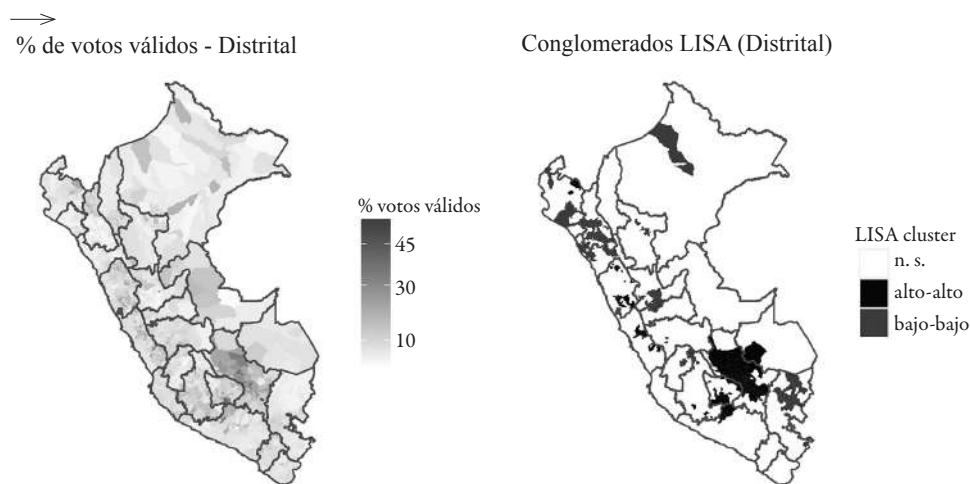 % de votos válidos - Distrital
Conglomerados LISA (Distrital)
% votos válidos
45
30
10
LISA cluster
n. s.
alto-alto
bajo-bajo